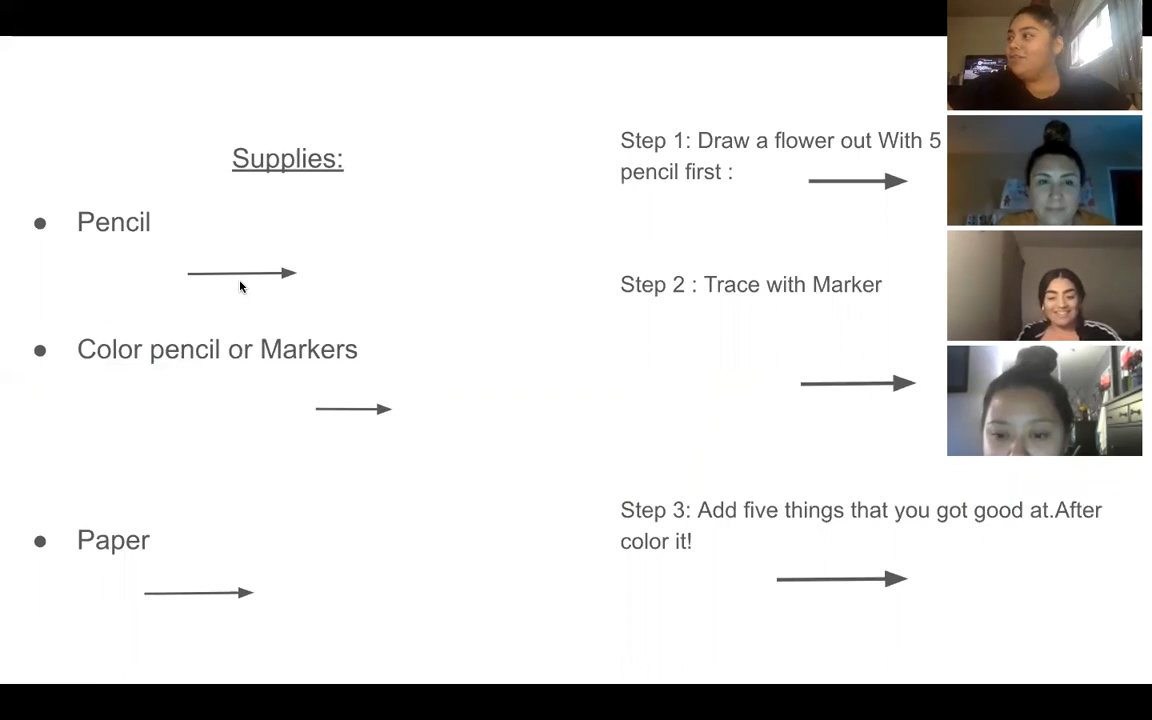 Supplies:
● Pencil
● Color pencil or Markers
● Paper
Step 1: Draw a flower out With 5
pencil first :
Step 2 : Trace with Marker
Step 3: Add five things that you got good at.After
color it!